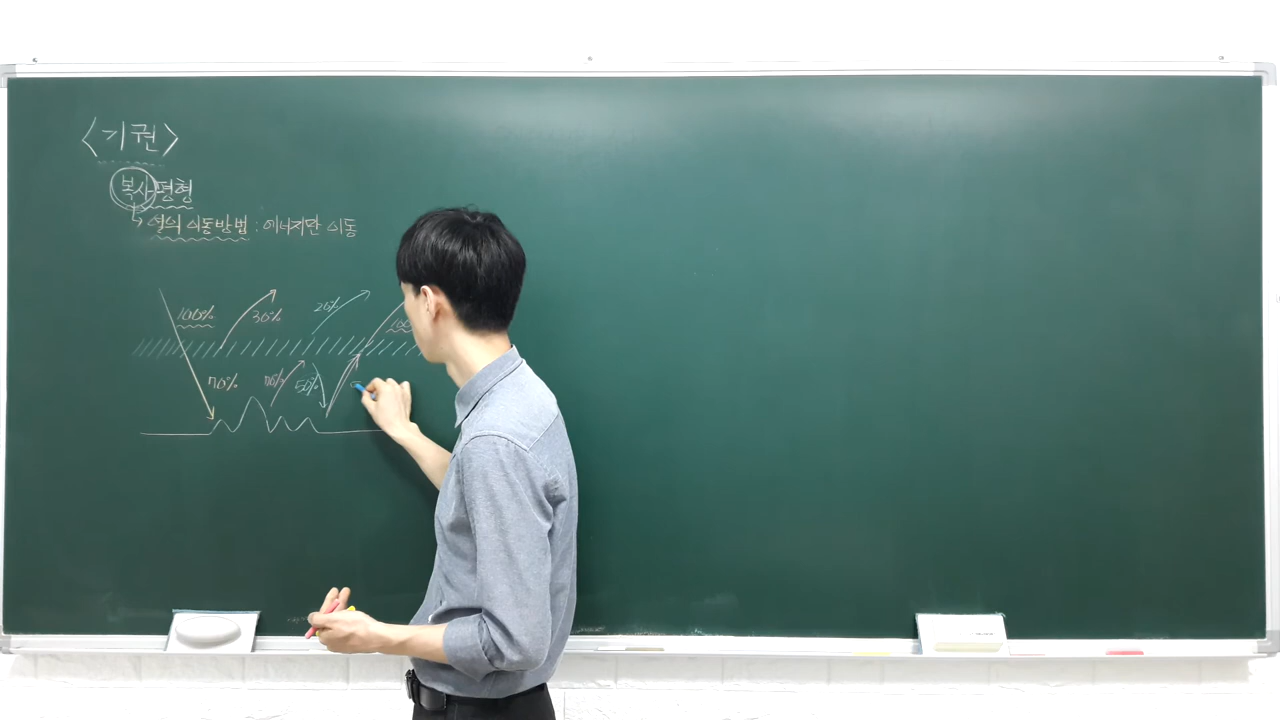 <기권>
복사평형
↳ 열의 이동방법 : 에너지만 이동
100% 30% 20%
70% 70% 50%